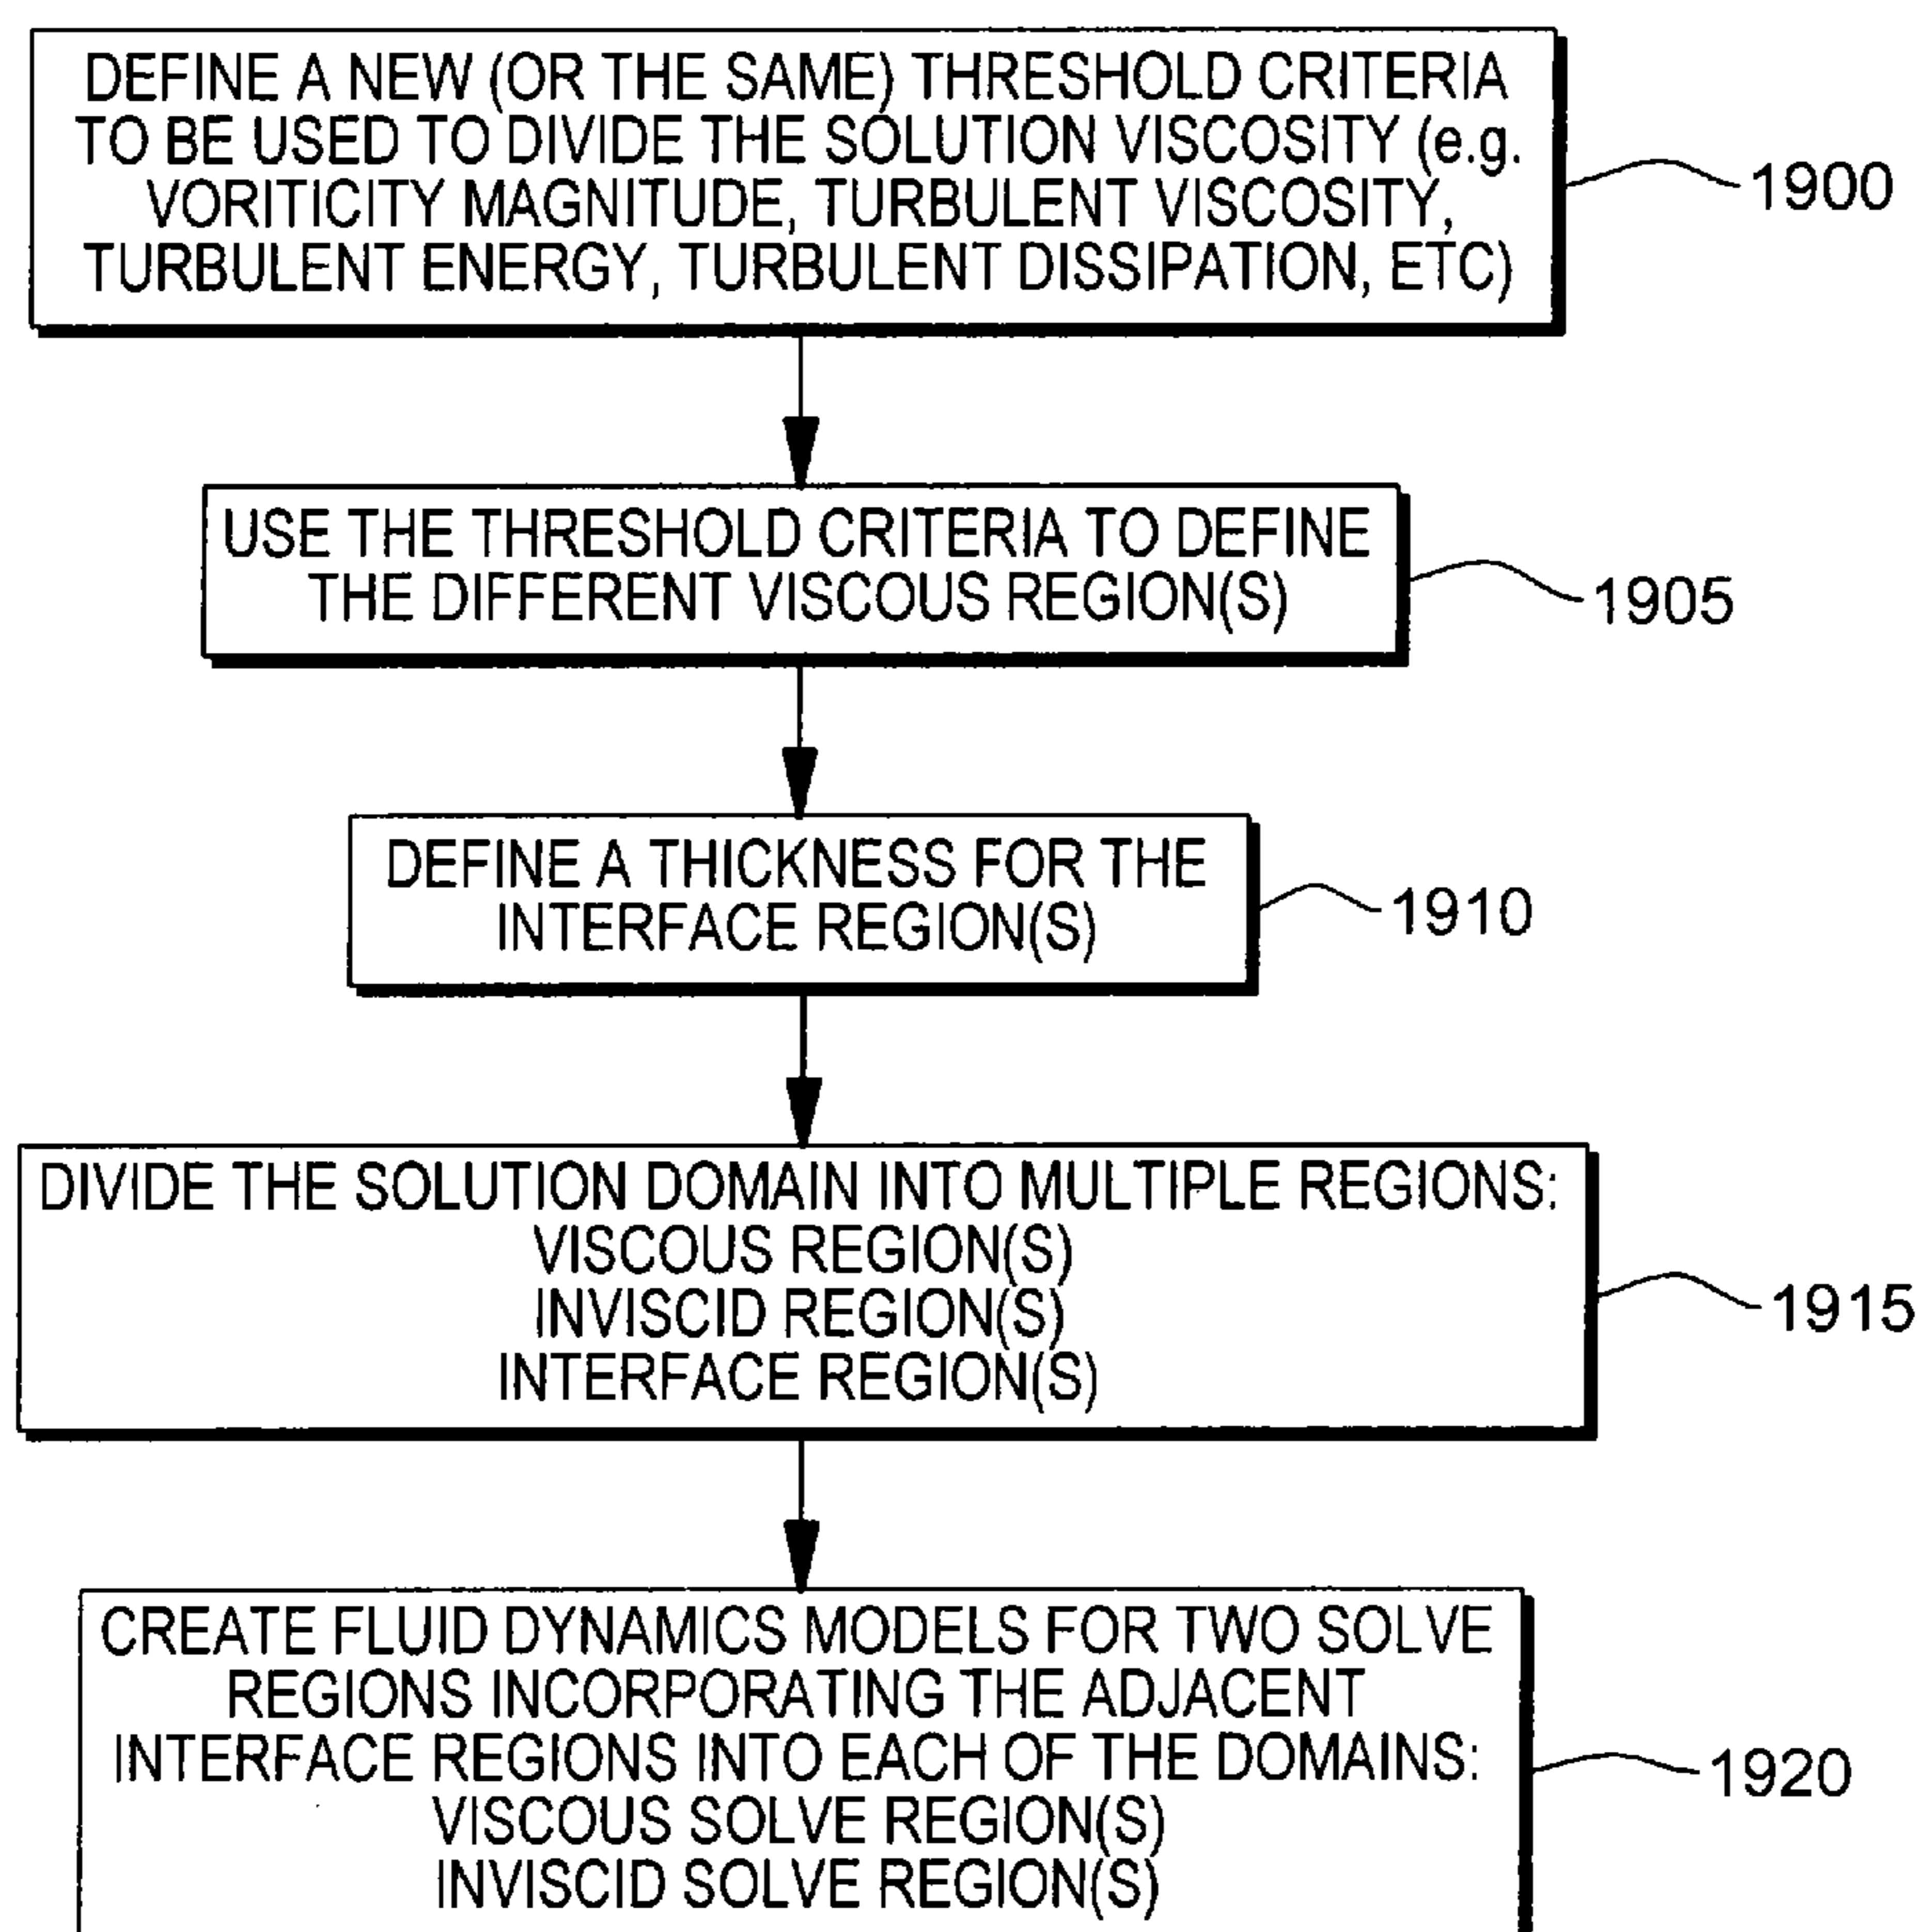 DEFINE A NEW (OR THE SAME) THRESHOLD CRITERIA
TO BE USED TO DIVIDE THE SOLUTION VISCOSITY (e.g.
VORITICITY MAGNITUDE, TURBULENT VISCOSITY,
TURBULENT ENERGY, TURBULENT DISSIPATION, ETC)
1900
USE THE THRESHOLD CRITERIA TO DEFINE
THE DIFFERENT VISCOUS REGION(S)
1905
DEFINE A THICKNESS FOR THE
INTERFACE REGION(S)
1910
DIVIDE THE SOLUTION DOMAIN INTO MULTIPLE REGIONS:
VISCOUS REGION(S)
INVISCID REGION(S)
INTERFACE REGION(S)
1915
CREATE FLUID DYNAMICS MODELS FOR TWO SOLVE
REGIONS INCORPORATING THE ADJACENT
INTERFACE REGIONS INTO EACH OF THE DOMAINS:
VISCOUS SOLVE REGION(S)
INVISCID SOLVE REGION(S)
1920